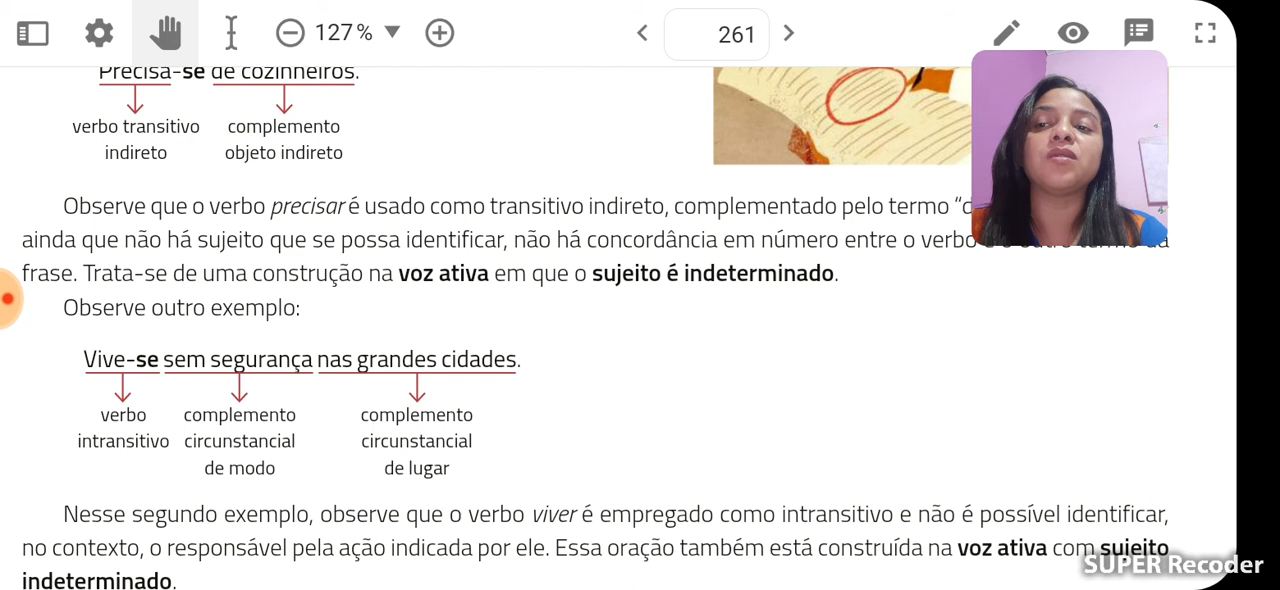 127%
261
Precisa-se de cozinheiros.
verbo transitivo indireto
complemento objeto indireto
Observe que o verbo precisar é usado como transitivo indireto, complementado pelo termo
ainda que não há sujeito que se possa identificar, não há concordância em número entre o verbo
frase. Trata-se de uma construção na voz ativa em que o sujeito é indeterminado.
Observe outro exemplo:
Vive-se sem segurança nas grandes cidades.
verbo intransitivo
complemento circunstancial de modo
complemento circunstancial de lugar
Nesse segundo exemplo, observe que o verbo viver é empregado como intransitivo e não é possível identificar,
no contexto, o responsável pela ação indicada por ele. Essa oração também está construída na voz ativa com sujeito
indeterminado.
SUPER Recoder